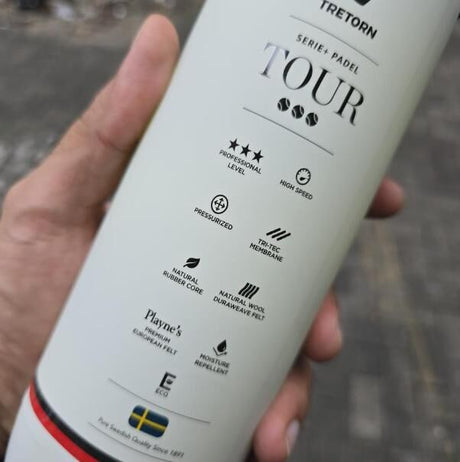 TRETORN
SERIE+ PADEL
TOUR
PROFESSIONAL
LEVEL
HIGH SPEED
PRESSURIZED
TRI-TEC
MEMBRANE
NATURAL
RUBBER CORE
NATURAL WOOL
DURAWEAVE FELT
Playne's
PREMIUM
EUROPEAN FELT
MOISTURE
REPELLENT
E
ECO
Pure Swedish Quality Since 1891